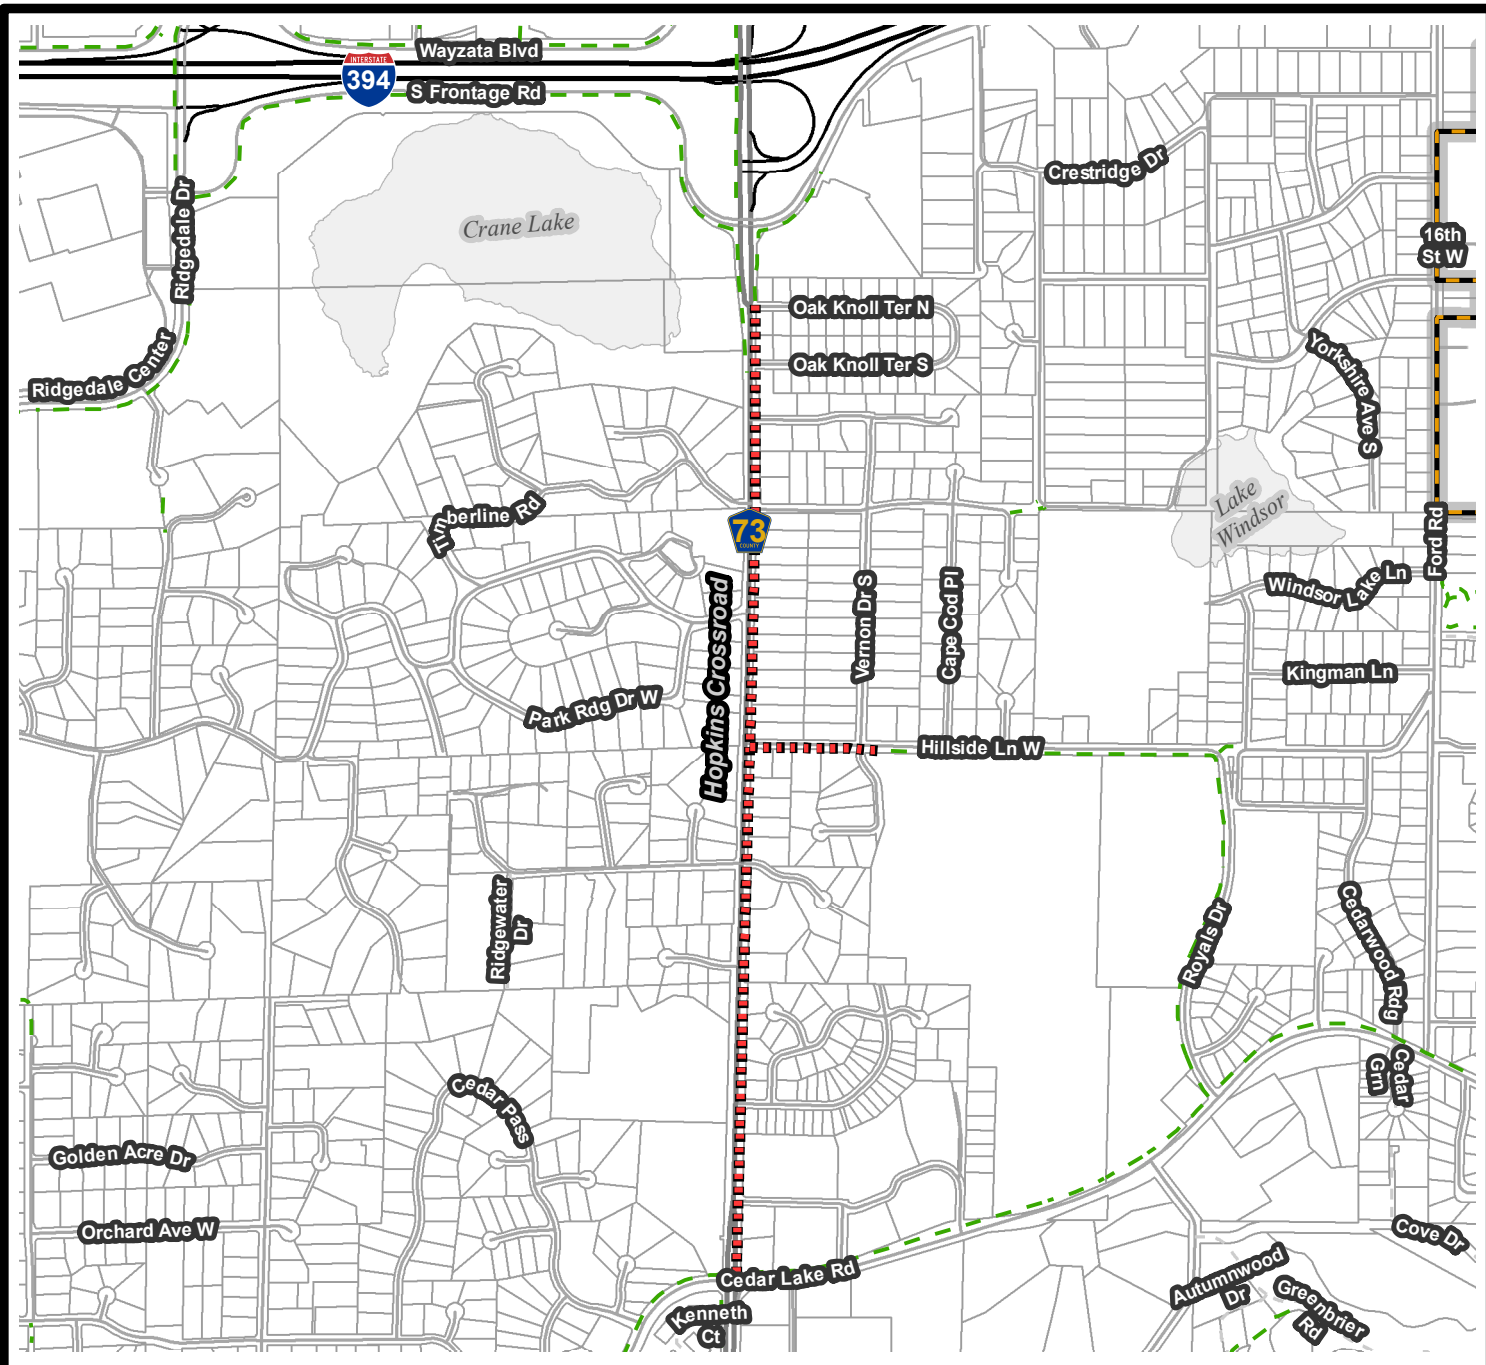 Wayzata Blvd
INTERSTATE
394
S Frontage Rd
Crestridge Dr
Ridgedale Dr
Crane Lake
16th
St W
Oak Knoll Ter N
Oak Knoll Ter S
Yorkshire Ave S
Ridgedale Center
Lake
Windsor
Timberline Rd
73
COUNTY
Ford Rd
Windsor Lake Ln
Hopkins Crossroad
Vernon Dr S
Cape Cod Pl
Kingman Ln
Park Rdg Dr W
Hillside Ln W
Ridgewater
Dr
Royals Dr
Cedarwood Rdg
Cedar
Grn
Cedar Pass
Golden Acre Dr
Orchard Ave W
Cove Dr
Cedar Lake Rd
Autumnwood
Dr
Greenbrier
Rd
Kenneth
Ct